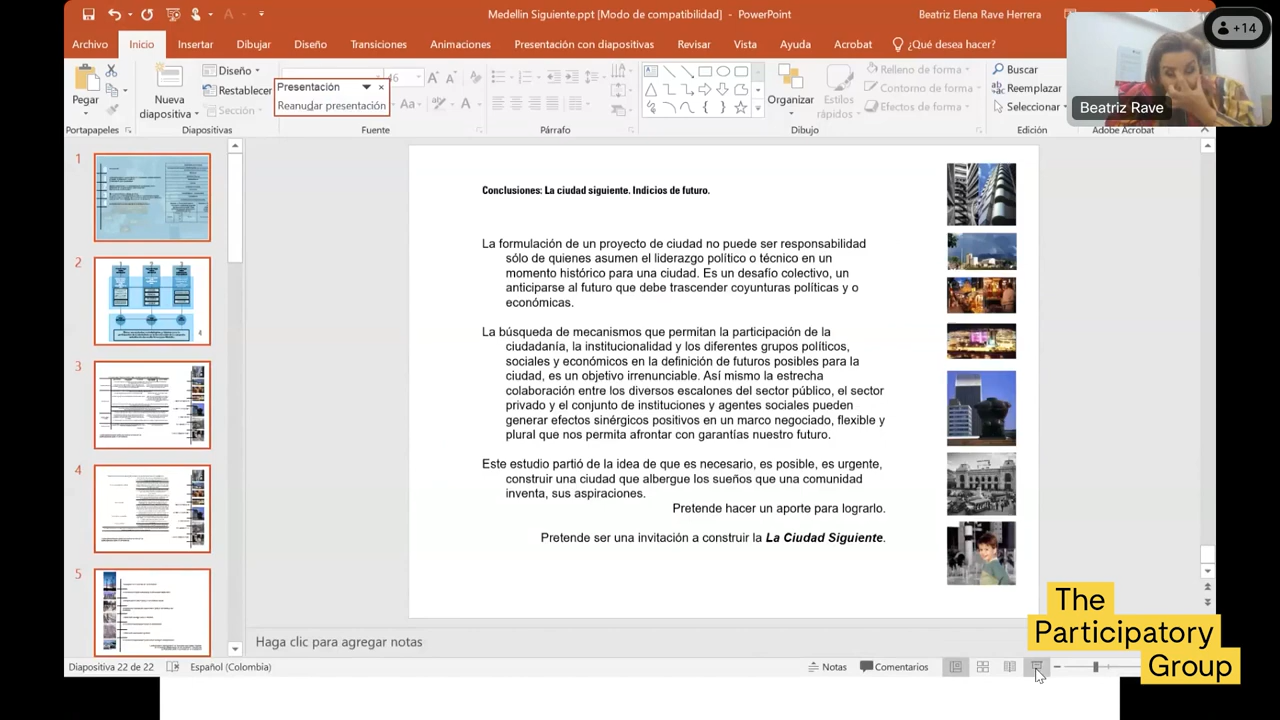 Medellin Siguiente.ppt [Modo de compatibilidad] - PowerPoint
Beatriz Elena Rave Herrera
+14
Archivo Inicio Insertar Dibujar Diseño Transiciones Animaciones Presentación con diapositivas Revisar Vista Ayuda Acrobat ¿Qué desea hacer?
Pegar
Nueva
diapositiva
Diseño
Restablecer
Sección
46
Presentación
Reanudar presentación
Aa
Organizar
Estilos
rápidos
Relleno de forma
Contorno de forma
Efectos de forma
Buscar
Reemplazar
Seleccionar
Beatriz Rave
Portapapeles Diapositivas Fuente Párrafo Dibujo Edición Adobe Acrobat
1
2
3
4
5
4
Conclusiones: La ciudad siguiente. Indicios de futuro.
La formulación de un proyecto de ciudad no puede ser responsabilidad
sólo de quienes asumen el liderazgo político o técnico en un
momento histórico para una ciudad. Es un desafío colectivo, un
anticiparse al futuro que debe trascender coyunturas políticas y o
económicas.
La búsqueda de mecanismos que permitan la participación de la
ciudadanía, la institucionalidad y los diferentes grupos políticos,
sociales y económicos en la definición de futuros posibles para la
ciudad, es un objetivo irrenunciable. Así mismo la estrecha
colaboración entre los diversos escalones del sector público, el sector
privado y el conjunto de instituciones y agentes sociales pueden
generar efectos sinérgicos positivos en un marco negociado, flexible y
plural que nos permita afrontar con garantías nuestro futuro.
Este estudio partió de la idea de que es necesario, es posible, es urgente,
construir una ciudad que albergue los sueños que una comunidad
inventa, sus aspiraciones.
Pretende hacer un aporte para lograrlo.
Pretende ser una invitación a construir la La Ciudad Siguiente.
Haga clic para agregar notas
Diapositiva 22 de 22
Español (Colombia)
Notas
Comentarios
The
Participatory
Group